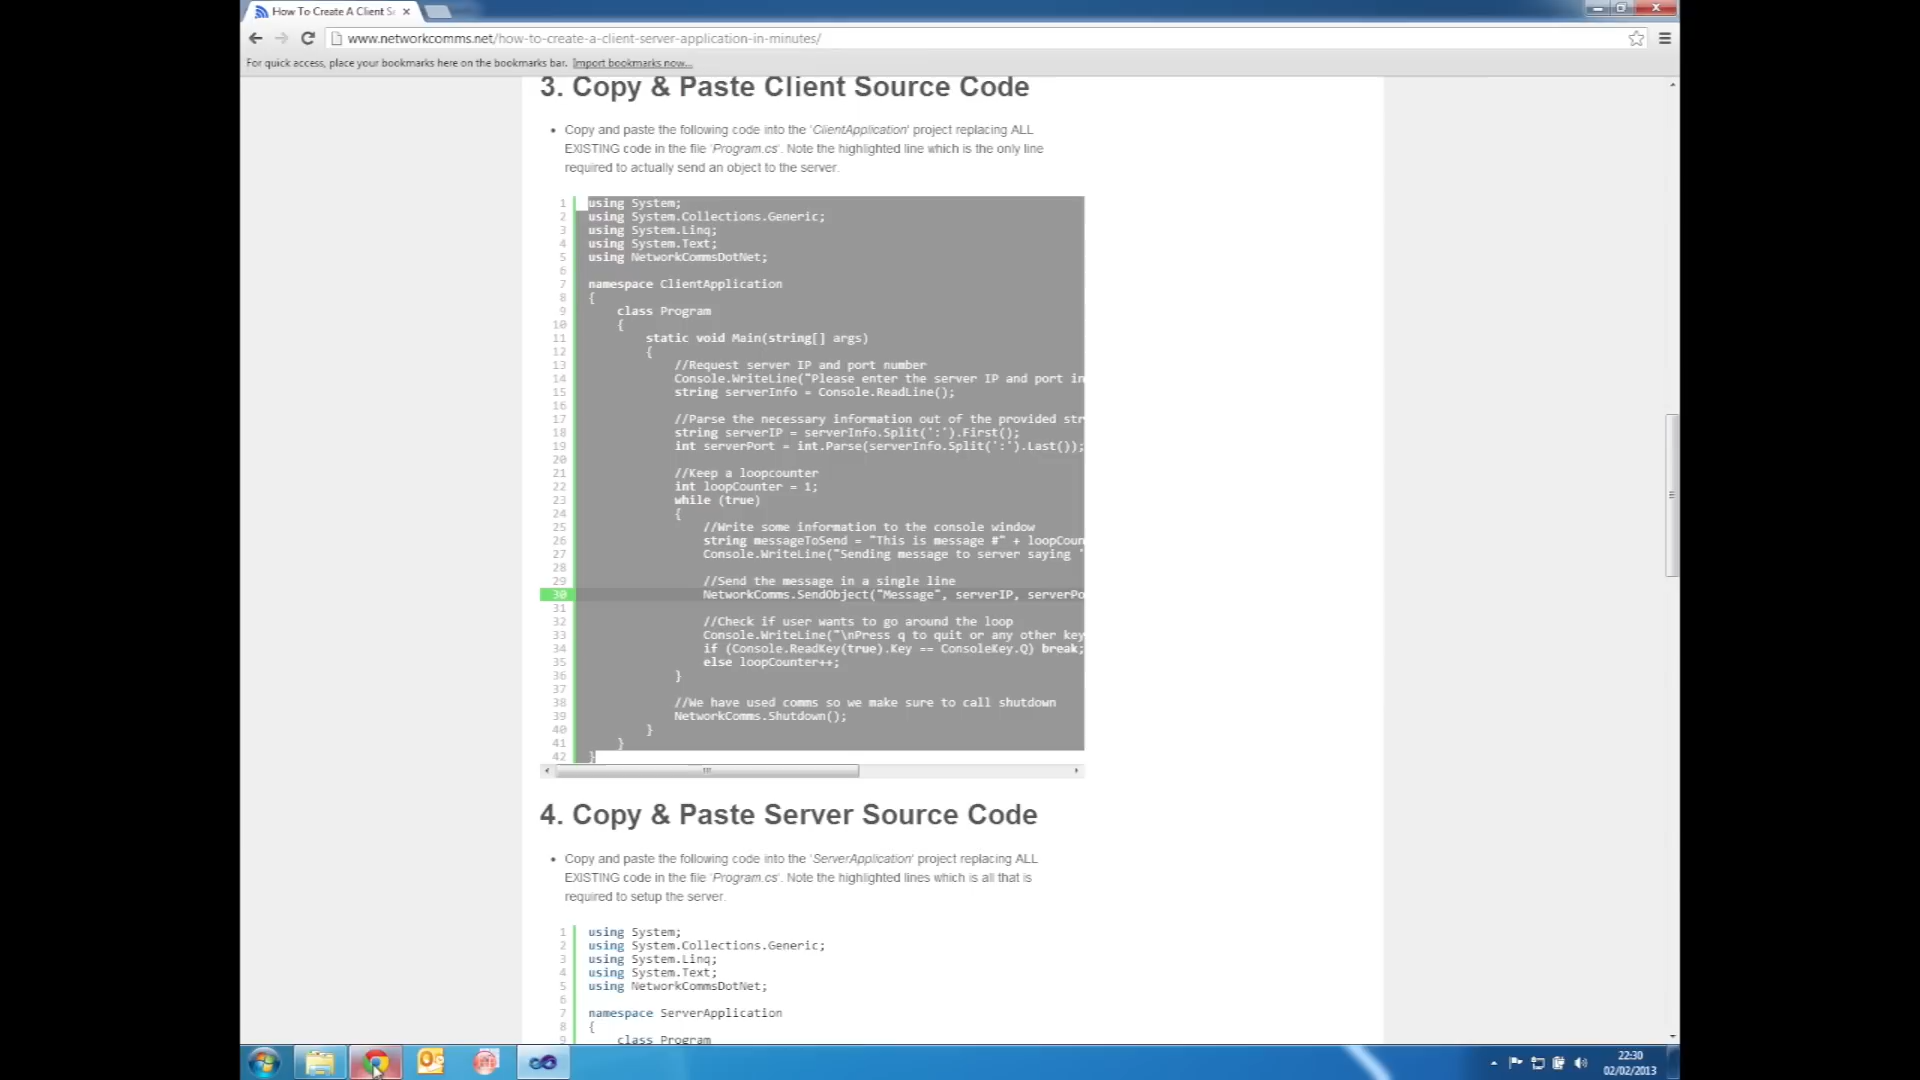 How To Create A Client Se
www.networkcomms.net/how-to-create-a-client-server-application-in-minutes/
For quick access, place your bookmarks here on the bookmarks bar. Import bookmarks now...
3. Copy & Paste Client Source Code
• Copy and paste the following code into the 'ClientApplication' project replacing ALL
EXISTING code in the file 'Program.cs'. Note the highlighted line which is the only line
required to actually send an object to the server.
1 using System;
2 using System.Collections.Generic;
3 using System.Linq;
4 using System.Text;
5 using NetworkCommsDotNet;
6
7 namespace ClientApplication
8 {
9 class Program
10 {
11 static void Main(string[] args)
12 {
13 //Request server IP and port number
14 Console.WriteLine("Please enter the server IP and port in
15 string serverInfo = Console.ReadLine();
16
17 //Parse the necessary information out of the provided str
18 string serverIP = serverInfo.Split(':').First();
19 int serverPort = int.Parse(serverInfo.Split(':').Last());
20
21 //Keep a loopcounter
22 int loopCounter = 1;
23 while (true)
24 {
25 //Write some information to the console window
26 string messageToSend = "This is message #" + loopCoun
27 Console.WriteLine("Sending message to server saying '
28
29 //Send the message in a single line
30 NetworkComms.SendObject("Message", serverIP, serverPo
31
32 //Check if user wants to go around the loop
33 Console.WriteLine("\nPress q to quit or any other key
34 if (Console.ReadKey(true).Key == ConsoleKey.Q) break;
35 else loopCounter++;
36 }
37
38 //We have used comms so we make sure to call shutdown
39 NetworkComms.Shutdown();
40 }
41 }
42 }
4. Copy & Paste Server Source Code
• Copy and paste the following code into the 'ServerApplication' project replacing ALL
EXISTING code in the file 'Program.cs'. Note the highlighted lines which is all that is
required to setup the server.
1 using System;
2 using System.Collections.Generic;
3 using System.Linq;
4 using System.Text;
5 using NetworkCommsDotNet;
6
7 namespace ServerApplication
8 {
9 class Program
22:30
02/02/2013